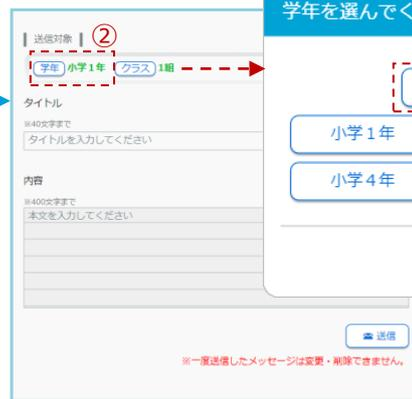 送信対象
②
学年 小学1年 クラス 1組
タイトル
※40文字まで
タイトルを入力してください
内容
※400文字まで
本文を入力してください
送信
※一度送信したメッセージは変更・削除できません。
学年を選んでく
小学1年
小学4年